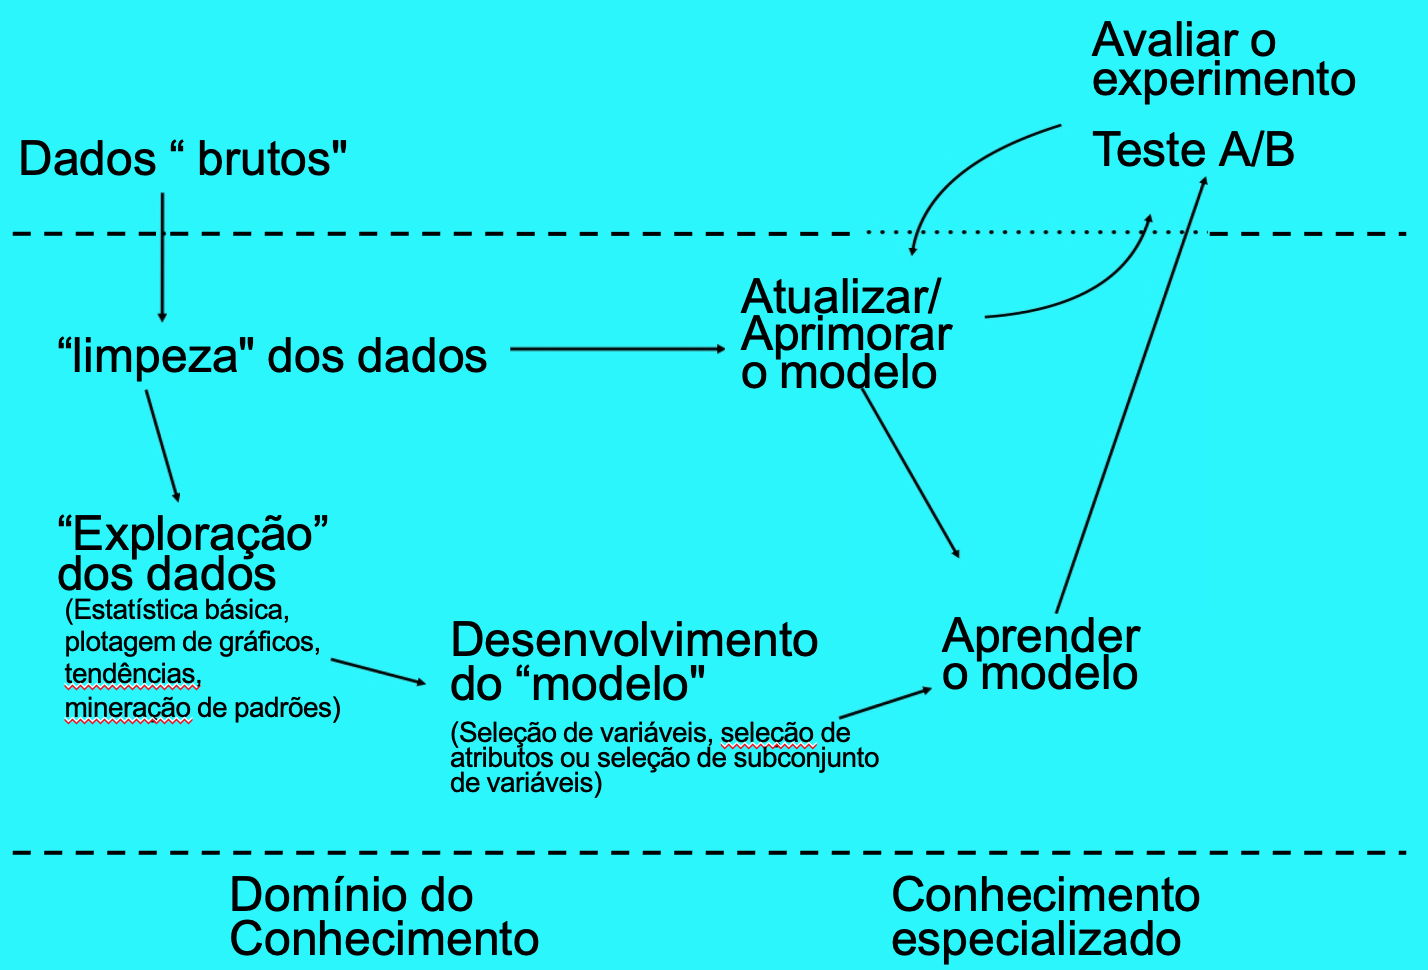 Avaliar o
experimento
Teste A/B
Dados “ brutos"
“limpeza" dos dados
Atualizar/
Aprimorar
o modelo
“Exploração”
dos dados
(Estatística básica,
plotagem de gráficos,
tendências,
mineração de padrões)
Desenvolvimento
do “modelo"
(Seleção de variáveis, seleção de
atributos ou seleção de subconjunto
de variáveis)
Aprender
o modelo
Domínio do
Conhecimento
Conhecimento
especializado